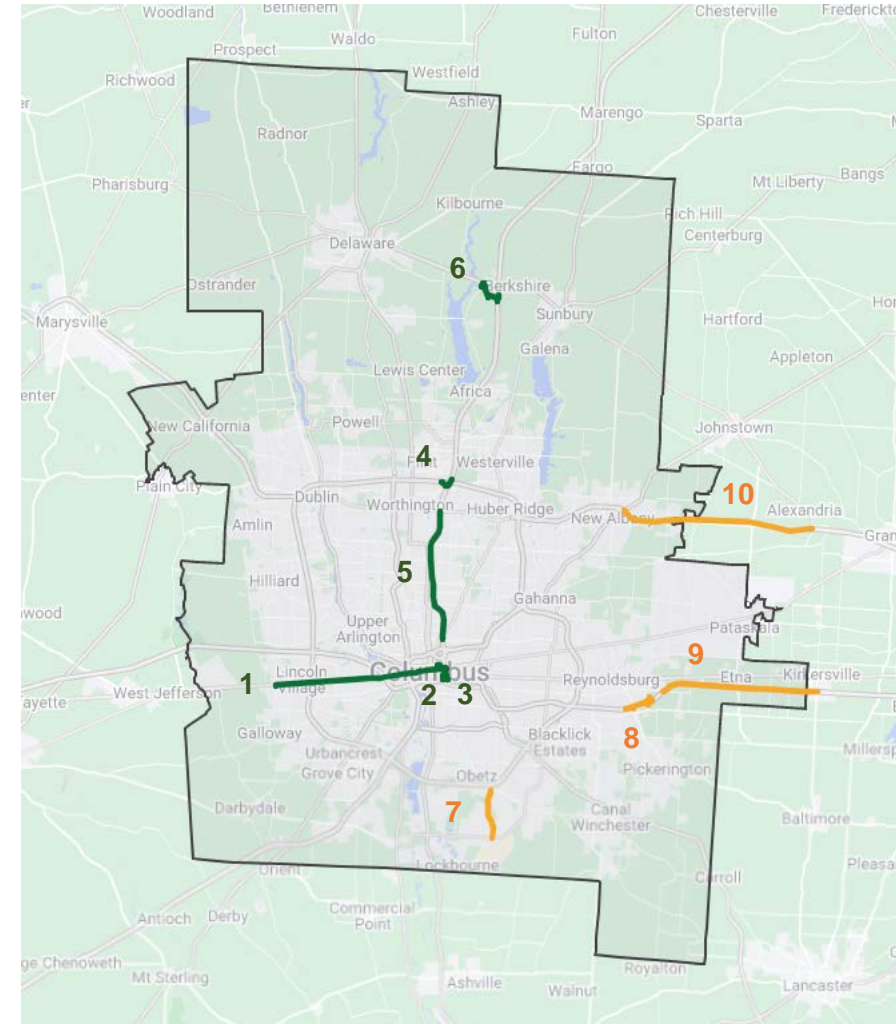 Woodland
Bethlehem
Chesterville
Waldo
Fulton
Prospect
Richwood
Westfield
Ashley
Marengo
Sparta
Radnor
Fargo
Pharisburg
Mt Liberty
Bangs
Kilbourne
Rich Hill
Centerburg
Delaware
6
Berkshire
Ostrander
Sunbury
Marysville
Hartford
Galena
Appleton
Lewis Center
Africa
New California
Powell
Johnstown
4
Westerville
Plain City
Dublin
10
Worthington
Huber Ridge
New Albany
Alexandria
Amlin
5
Hilliard
Gahanna
Upper
Arlington
Pataskala
9
Columbus
1
Lincoln
Village
West Jefferson
2
3
Reynoldsburg
Etna
Kirkersville
Galloway
8
Blacklick
Estates
Urbancrest
Grove City
Obetz
Pickerington
7
Darbydale
Canal
Winchester
Baltimore
Lockbourne
Orient
Carroll
Commercial
Point
Antioch
Derby
Mt Sterling
Royalton
Ashville
Walnut
Lancaster